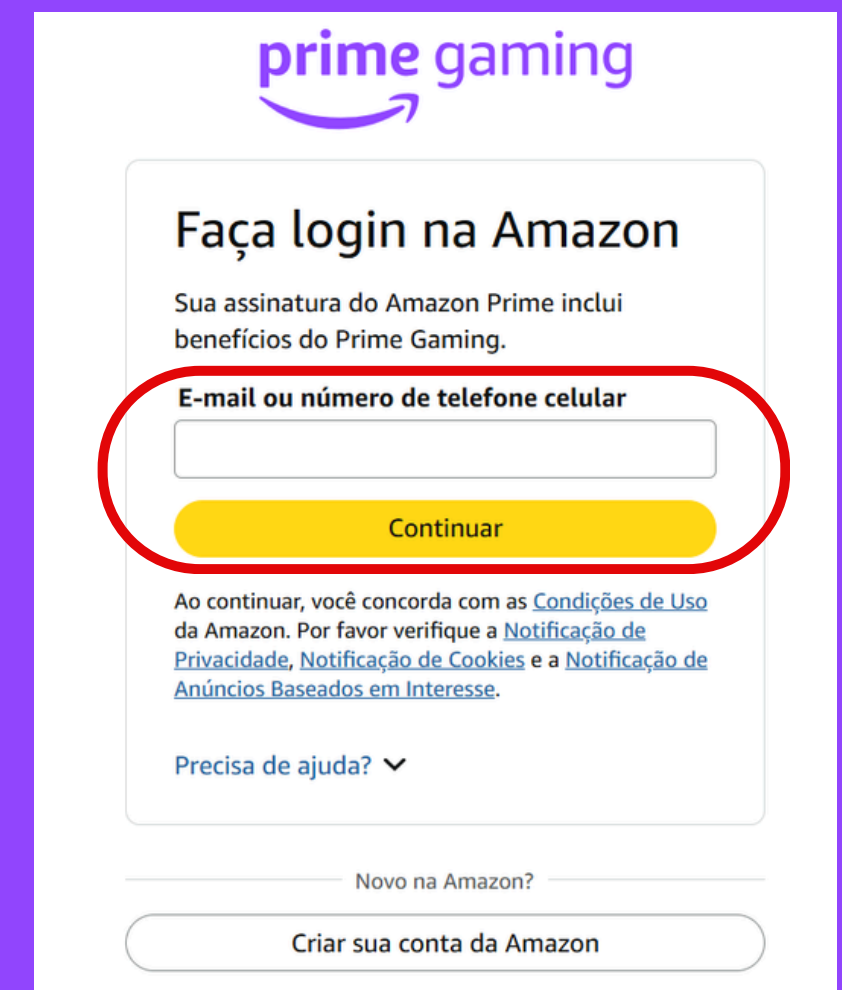 prime gaming
Faça login na Amazon
Sua assinatura do Amazon Prime inclui
benefícios do Prime Gaming.
E-mail ou número de telefone celular
Continuar
Ao continuar, você concorda com as Condições de Uso
da Amazon. Por favor verifique a Notificação de
Privacidade, Notificação de Cookies e a Notificação de
Anúncios Baseados em Interesse.
Precisa de ajuda?
Novo na Amazon?
Criar sua conta da Amazon